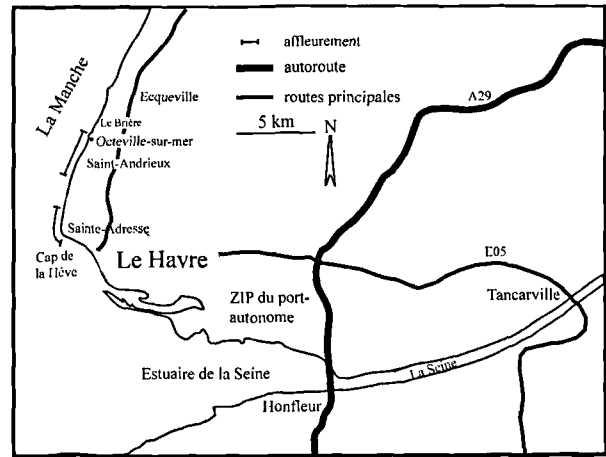 affleurement
autoroute
routes principales
5 km
N
La Manche
Ecqueville
Le Brière
Octeville-sur-mer
Saint-Andrieux
Sainte-Adresse
Cap de
la Hève
Le Havre
A29
E05
Tancarville
ZIP du port-
autonome
Estuaire de la Seine
La Seine
Honfleur